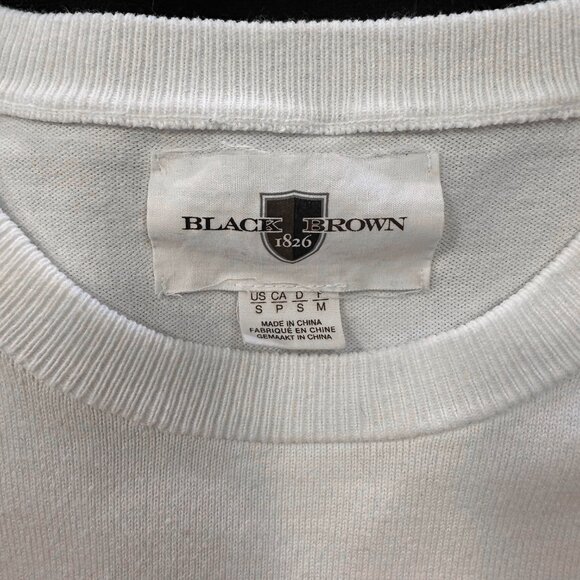 BLACK BROWN
1826
US CA D F
S P S M
MADE IN CHINA
FABRIQUÉ EN CHINE
GEMAAKT IN CHINA